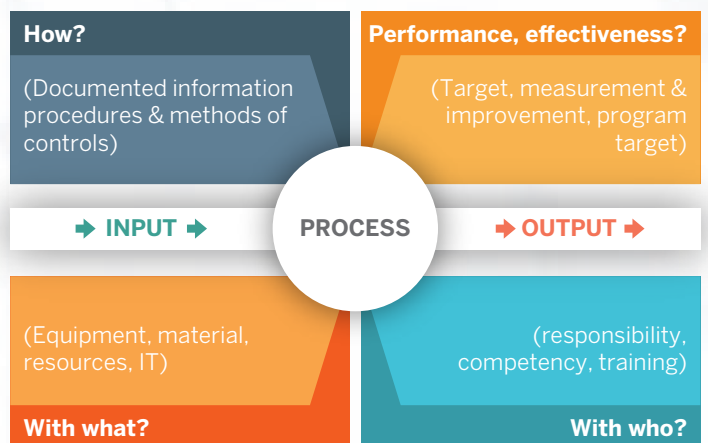 How?
(Documented information
procedures & methods of
controls)
Performance, effectiveness?
(Target, measurement &
improvement, program
target)
INPUT
PROCESS
OUTPUT
(Equipment, material,
resources, IT)
With what?
(responsibility,
competency, training)
With who?